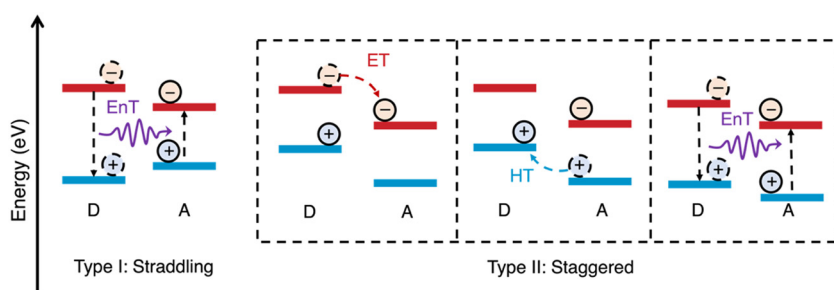 Energy (eV)
EnT
D
A
Type I: Straddling
ET
D
A
HT
D
A
EnT
D
A
Type II: Staggered